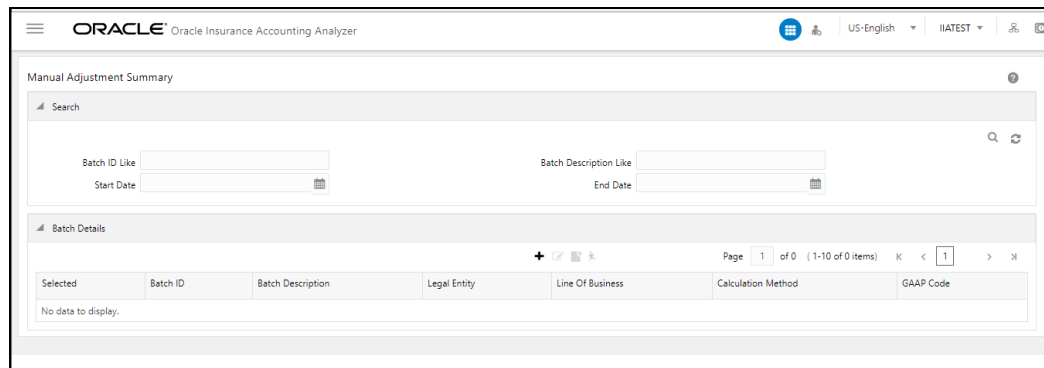 ORACLE Oracle Insurance Accounting Analyzer US-English IIATEST
Manual Adjustment Summary
Search
Batch ID Like Batch Description Like
Start Date End Date
Batch Details
Page 1 of 0 (1-10 of 0 items) 1
Selected Batch ID Batch Description Legal Entity Line Of Business Calculation Method GAAP Code
No data to display.